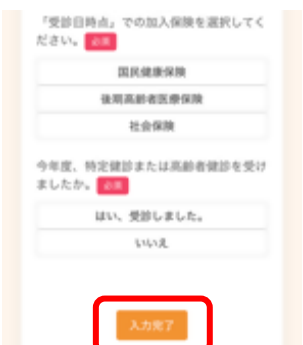 「受診日時点」での加入保険を選択してく
ださい。 必須
国民健康保険
後期高齢者医療保険
社会保険
今年度、特定健診または高齢者健診を受け
ましたか。 必須
はい、受診しました。
いいえ
入力完了